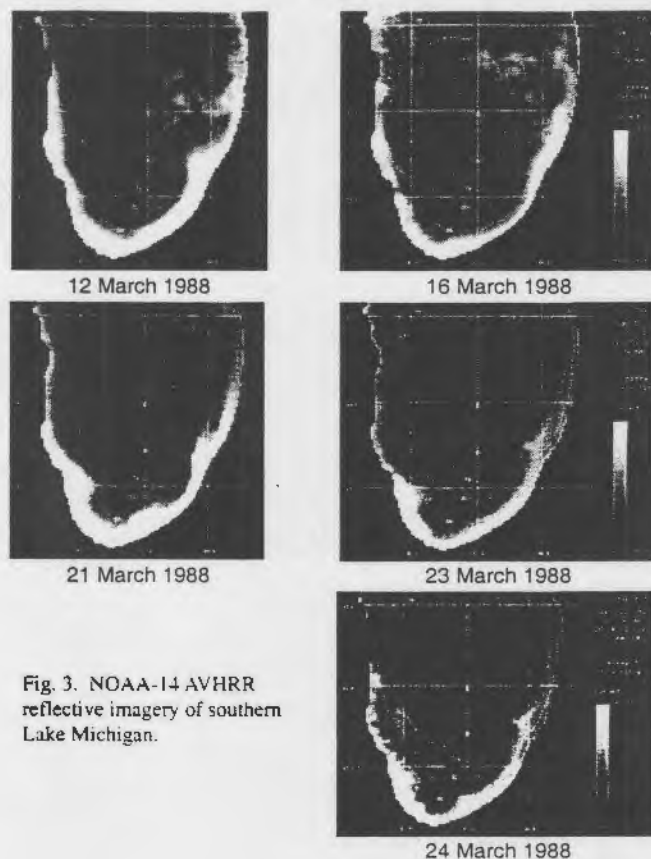 12 March 1988
16 March 1988
21 March 1988
23 March 1988
Fig. 3. NOAA-14 AVHRR
reflective imagery of southern
Lake Michigan.
24 March 1988